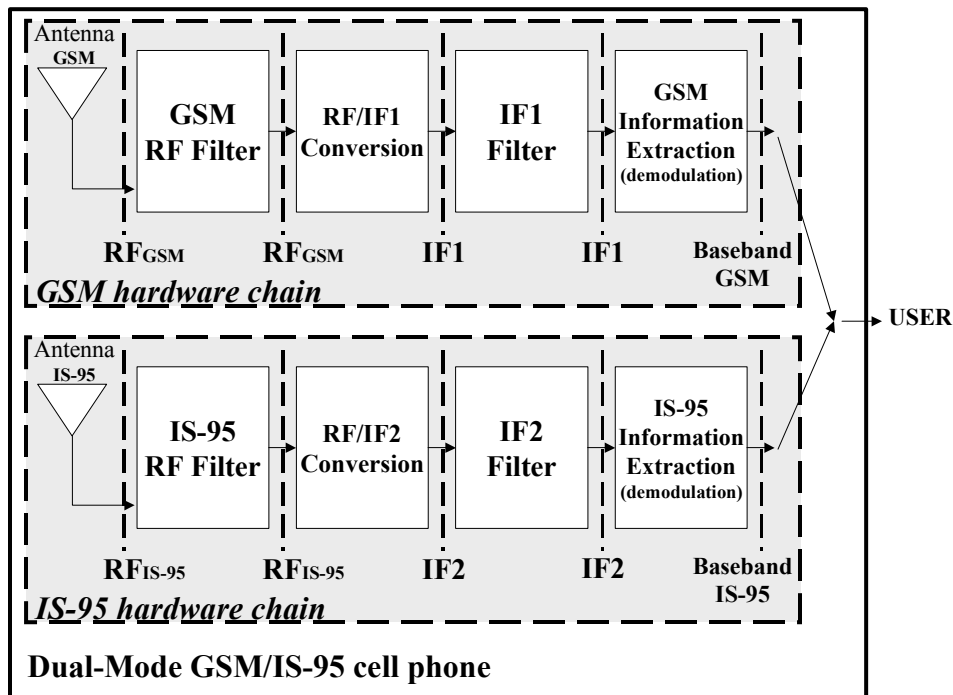 Antenna
GSM
GSM
RF Filter
RF/IF1
Conversion
IF1
Filter
GSM
Information
Extraction
(demodulation)
RFGSM
RFGSM
IF1
IF1
Baseband
GSM
GSM hardware chain
USER
Antenna
IS-95
IS-95
RF Filter
RF/IF2
Conversion
IF2
Filter
IS-95
Information
Extraction
(demodulation)
RFIS-95
RFIS-95
IF2
IF2
Baseband
IS-95
IS-95 hardware chain
Dual-Mode GSM/IS-95 cell phone